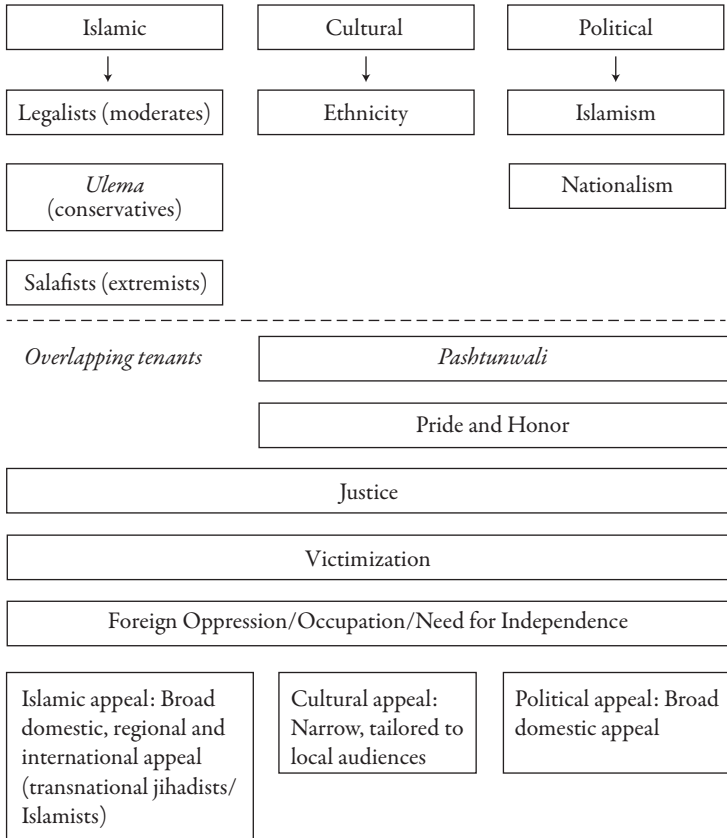 Islamic
Cultural
Political
Legalists (moderates)
Ethnicity
Islamism
Ulema
(conservatives)
Nationalism
Salafists (extremists)
Overlapping tenants
Pashtunwali
Pride and Honor
Justice
Victimization
Foreign Oppression/Occupation/Need for Independence
Islamic appeal: Broad
domestic, regional and
international appeal
(transnational jihadists/
Islamists)
Cultural appeal:
Narrow, tailored to
local audiences
Political appeal: Broad
domestic appeal